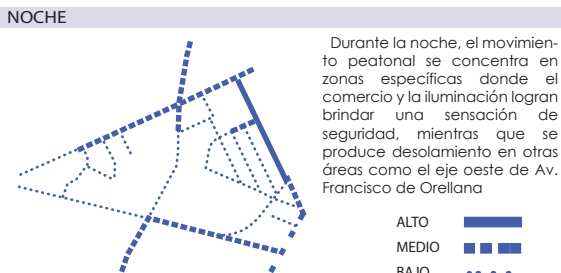 NOCHE
Durante la noche, el movimien-
to peatonal se concentra en
zonas específicas donde el
comercio y la iluminación logran
brindar una sensación de
seguridad, mientras que se
produce desolamiento en otras
áreas como el eje oeste de Av.
Francisco de Orellana
ALTO
MEDIO
BAJO